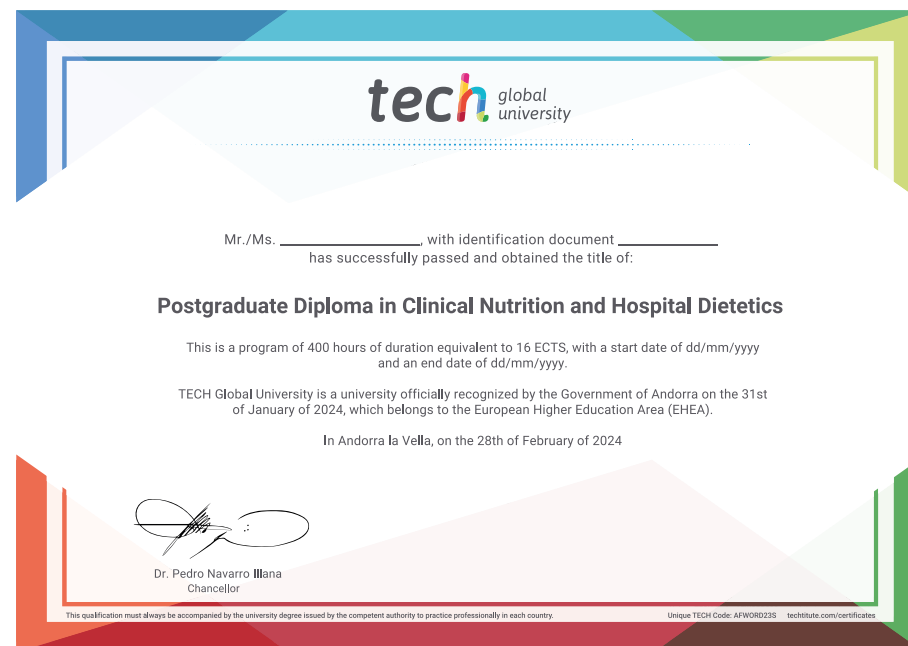 tech global university
Mr./Ms. ____________, with identification document ____________
has successfully passed and obtained the title of:
Postgraduate Diploma in Clinical Nutrition and Hospital Dietetics
This is a program of 400 hours of duration equivalent to 16 ECTS, with a start date of dd/mm/yyyy
and an end date of dd/mm/yyyy.
TECH Global University is a university officially recognized by the Government of Andorra on the 31st
of January of 2024, which belongs to the European Higher Education Area (EHEA).
In Andorra la Vella, on the 28th of February of 2024
Dr. Pedro Navarro Illana
Chancellor
This qualification must always be accompanied by the university degree issued by the competent authority to practice professionally in each country.
Unique TECH Code: AFWORD23S techtitute.com/certificates